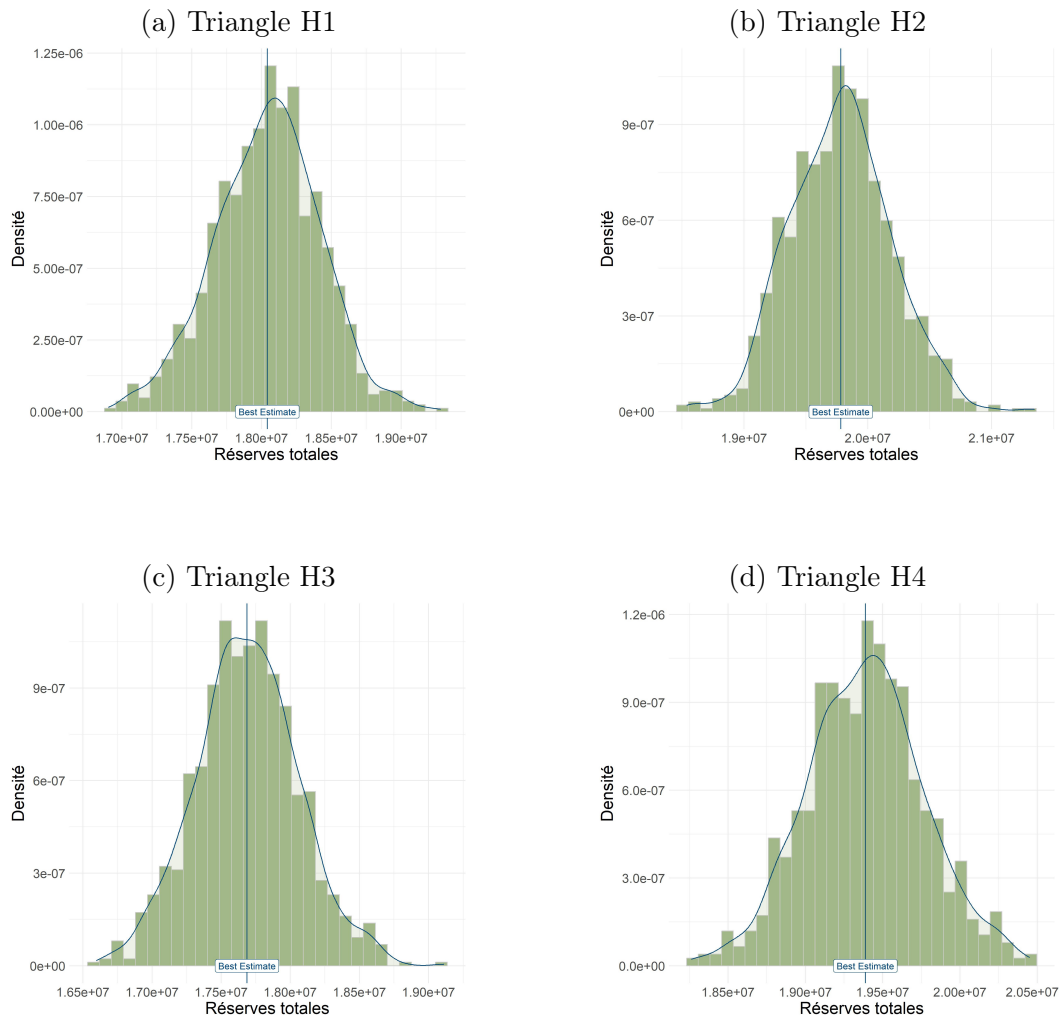 (a) Triangle H1
1.25e-06
1.00e-06
7.50e-07
5.00e-07
2.50e-07
0.00e+00
Densité
Best Estimate
1.70e+07 1.75e+07 1.80e+07 1.85e+07 1.90e+07
Réserves totales
(b) Triangle H2
9e-07
6e-07
3e-07
0e+00
Densité
Best Estimate
1.9e+07 2.0e+07 2.1e+07
Réserves totales
(c) Triangle H3
9e-07
6e-07
3e-07
0e+00
Densité
Best Estimate
1.65e+07 1.70e+07 1.75e+07 1.80e+07 1.85e+07 1.90e+07
Réserves totales
(d) Triangle H4
1.2e-06
9.0e-07
6.0e-07
3.0e-07
0.0e+00
Densité
Best Estimate
1.85e+07 1.90e+07 1.95e+07 2.00e+07 2.05e+07
Réserves totales